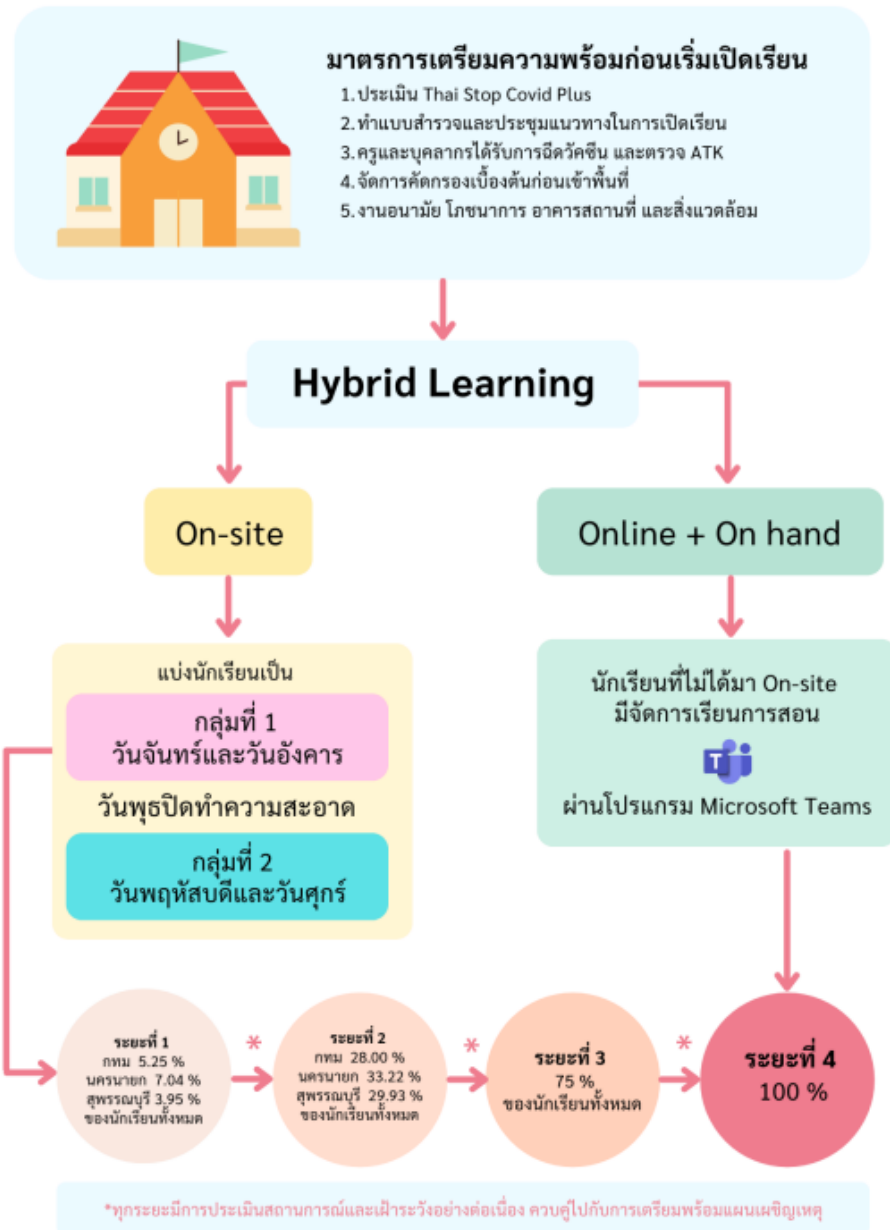 มาตรการเตรียมความพร้อมก่อนเริ่มเปิดเรียน
1. ประเมิน Thai Stop Covid Plus
2. ทำแบบสำรวจและประชุมแนวทางในการเปิดเรียน
3. ครูและบุคลากรได้รับการฉีดวัคซีน และตรวจ ATK
4. จัดการคัดกรองเบื้องต้นก่อนเข้าพื้นที่
5. งานอนามัย โภชนาการ อาคารสถานที่ และสิ่งแวดล้อม
Hybrid Learning
On-site
Online + On hand
แบ่งนักเรียนเป็น
กลุ่มที่ 1
วันจันทร์และวันอังคาร
วันพุธปิดทำความสะอาด
กลุ่มที่ 2
วันพฤหัสบดีและวันศุกร์
นักเรียนที่ไม่ได้มา On-site
มีจัดการเรียนการสอน
T
ผ่านโปรแกรม Microsoft Teams
ระยะที่ 1
กทม 5.25 %
นครนายก 7.04 %
สุพรรณบุรี 3.95 %
ของนักเรียนทั้งหมด
*
ระยะที่ 2
กทม 28.00 %
นครนายก 33.22 %
สุพรรณบุรี 29.93 %
ของนักเรียนทั้งหมด
*
ระยะที่ 3
75 %
ของนักเรียนทั้งหมด
*
ระยะที่ 4
100 %
*ทุกระยะมีการประเมินสถานการณ์และเฝ้าระวังอย่างต่อเนื่อง ควบคู่ไปกับการเตรียมพร้อมแผนเผชิญเหตุ